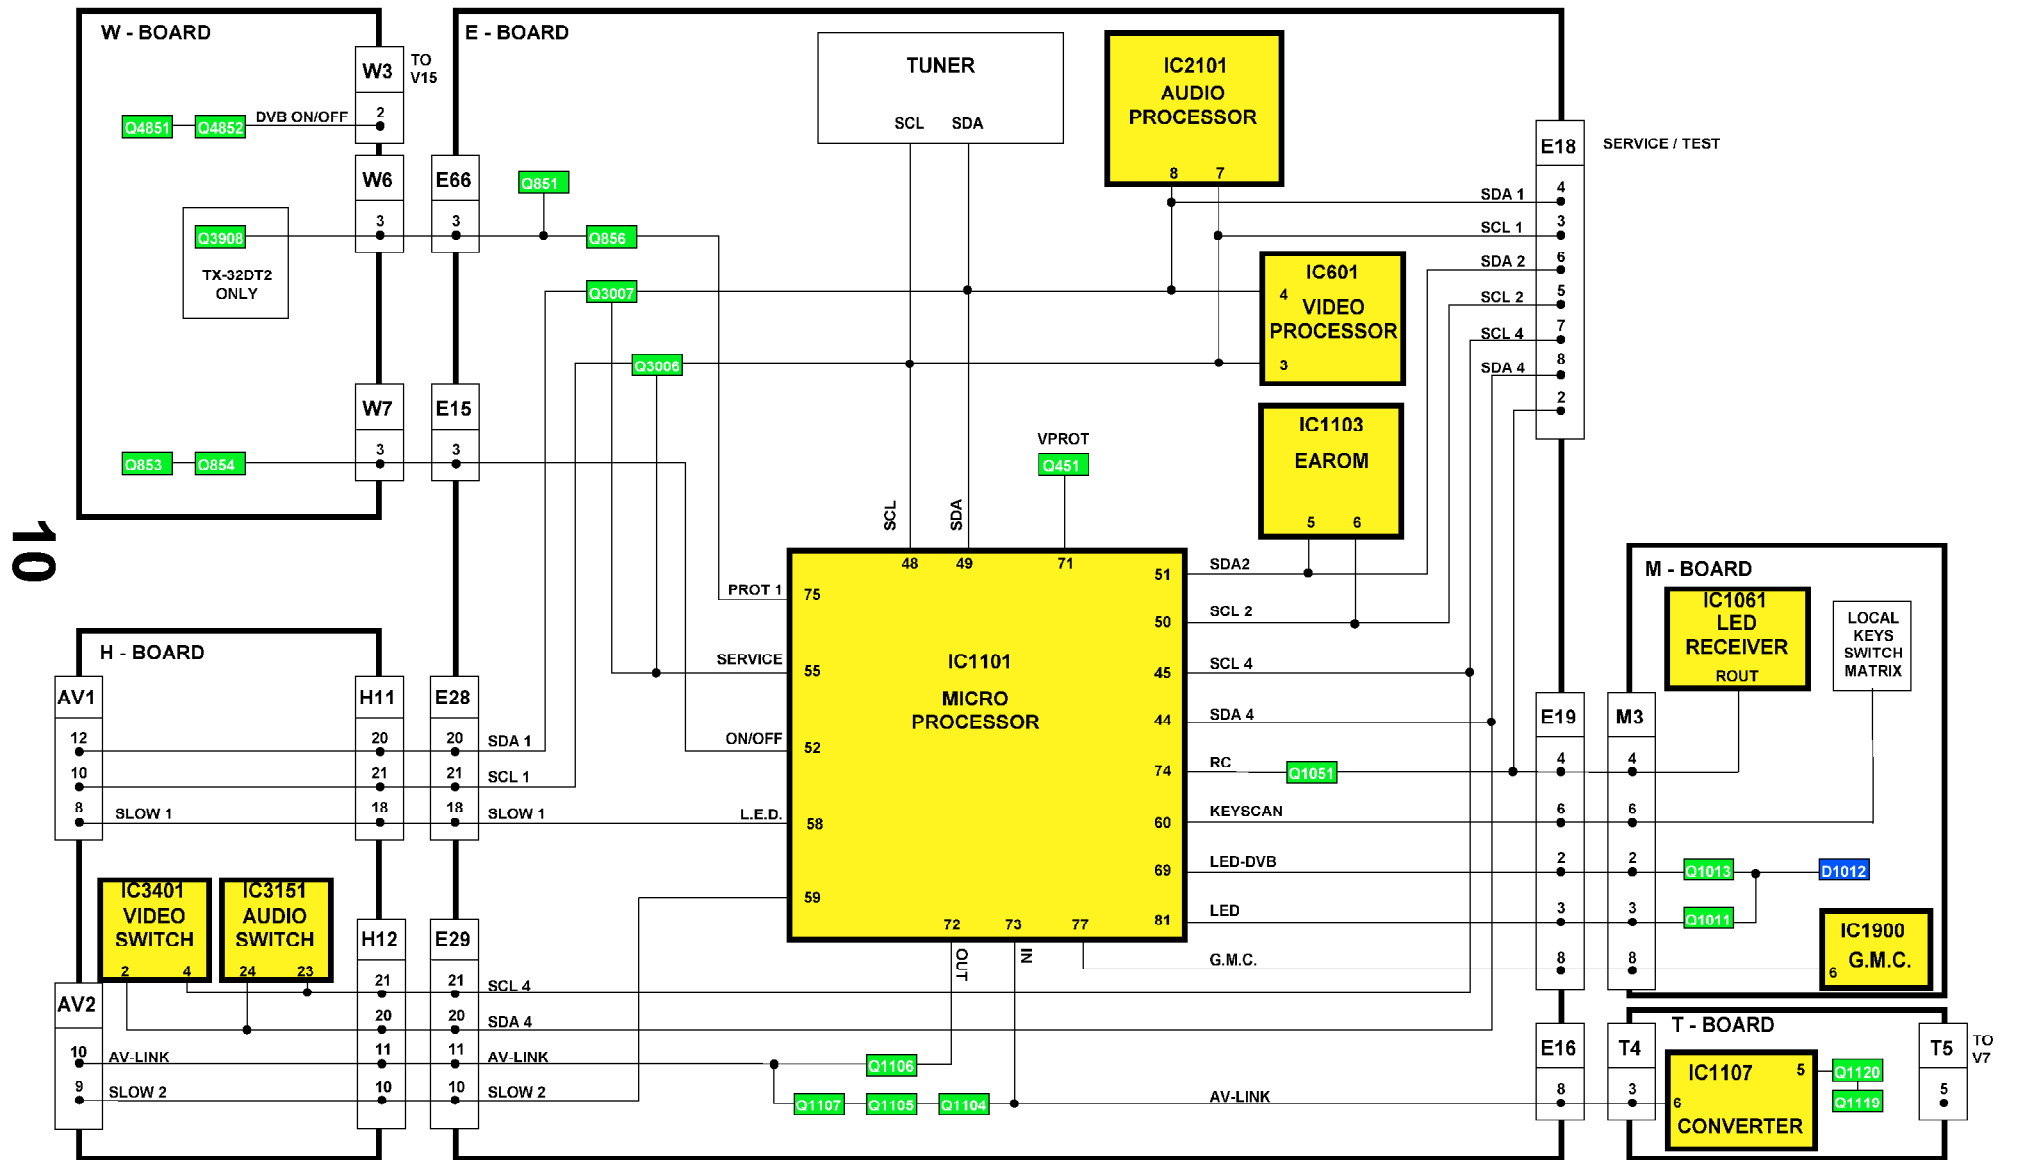 W - BOARD
W3
TO
V15
2
DVB ON/OFF
Q4851
Q4852
W6
3
Q3908
TX-32DT2
ONLY
W7
3
Q853
Q854
10
E - BOARD
E66
3
Q851
Q856
Q3007
Q3006
E15
3
TUNER
SCL
SDA
IC2101
AUDIO
PROCESSOR
8
7
E18
SERVICE / TEST
SDA 1
4
SCL 1
3
SDA 2
6
SCL 2
5
SCL 4
7
SDA 4
8
2
IC601
4
VIDEO
PROCESSOR
3
IC1103
EAROM
5
6
VPROT
Q451
SCL
SDA
48
49
71
PROT 1
75
SERVICE
55
ON/OFF
52
L.E.D.
58
59
IC1101
MICRO
PROCESSOR
51
SDA2
50
SCL 2
45
SCL 4
44
SDA 4
74
RC
Q1051
60
KEYSCAN
69
LED-DVB
81
LED
72
73
77
OUT
IN
G.M.C.
H - BOARD
AV1
H11
E28
12
20
20
SDA 1
10
21
21
SCL 1
8
SLOW 1
18
18
SLOW 1
IC3401
VIDEO
SWITCH
2
4
IC3151
AUDIO
SWITCH
24
23
H12
E29
AV2
21
21
SCL 4
20
20
SDA 4
10
AV-LINK
11
11
AV-LINK
9
SLOW 2
10
10
SLOW 2
Q1106
Q1107
Q1105
Q1104
AV-LINK
E19
M3
4
4
6
6
2
2
3
3
8
8
M - BOARD
IC1061
LED
RECEIVER
ROUT
LOCAL
KEYS
SWITCH
MATRIX
Q1013
D1012
Q1011
IC1900
G.M.C.
6
E16
8
T4
3
T - BOARD
IC1107
5
6
CONVERTER
Q1120
Q1119
T5
5
TO
V7